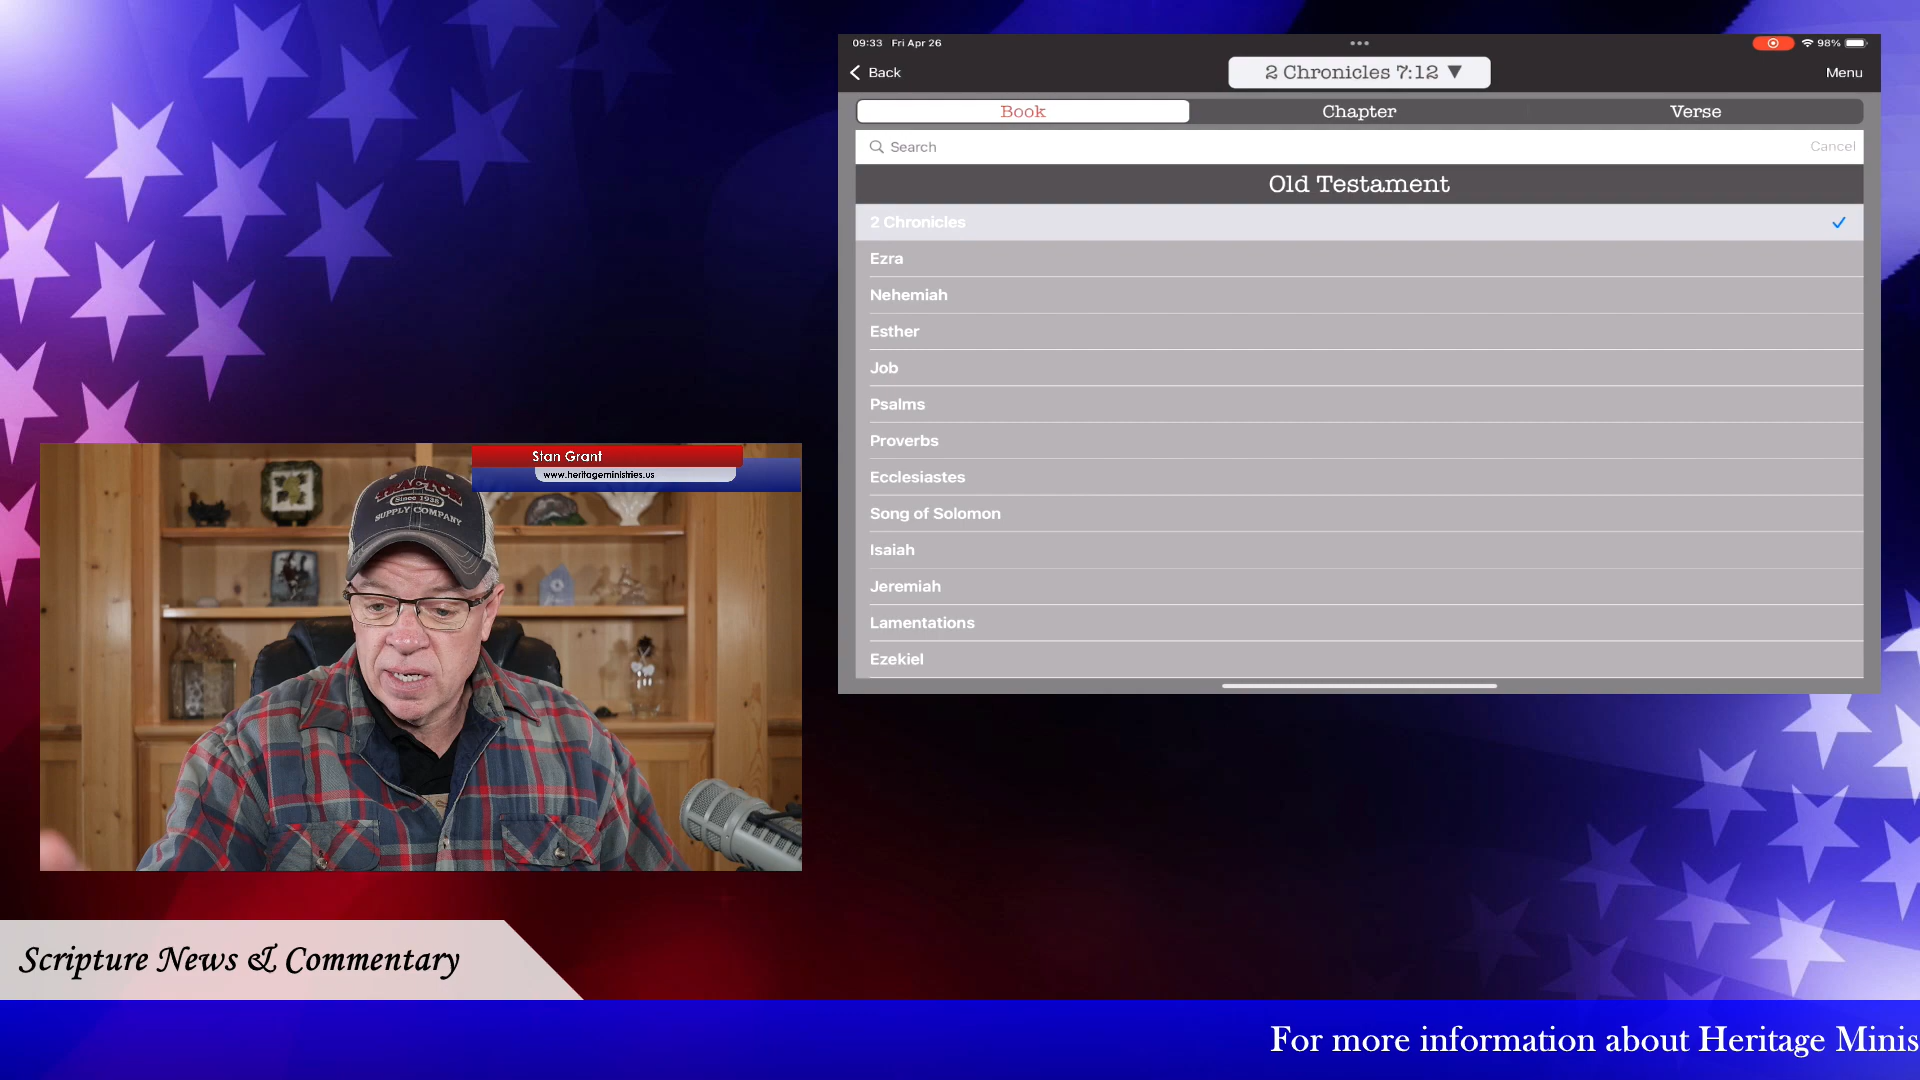 09:33 Fri Apr 26
98%
Back
2 Chronicles 7:12 ▼
Menu
Book
Chapter
Verse
Search
Cancel
Old Testament
2 Chronicles
Ezra
Nehemiah
Esther
Job
Psalms
Proverbs
Ecclesiastes
Song of Solomon
Isaiah
Jeremiah
Lamentations
Ezekiel
Stan Grant
www.heritageministries.us
TRACTOR
Since 1938
SUPPLY COMPANY
Scripture News & Commentary
For more information about Heritage Minis